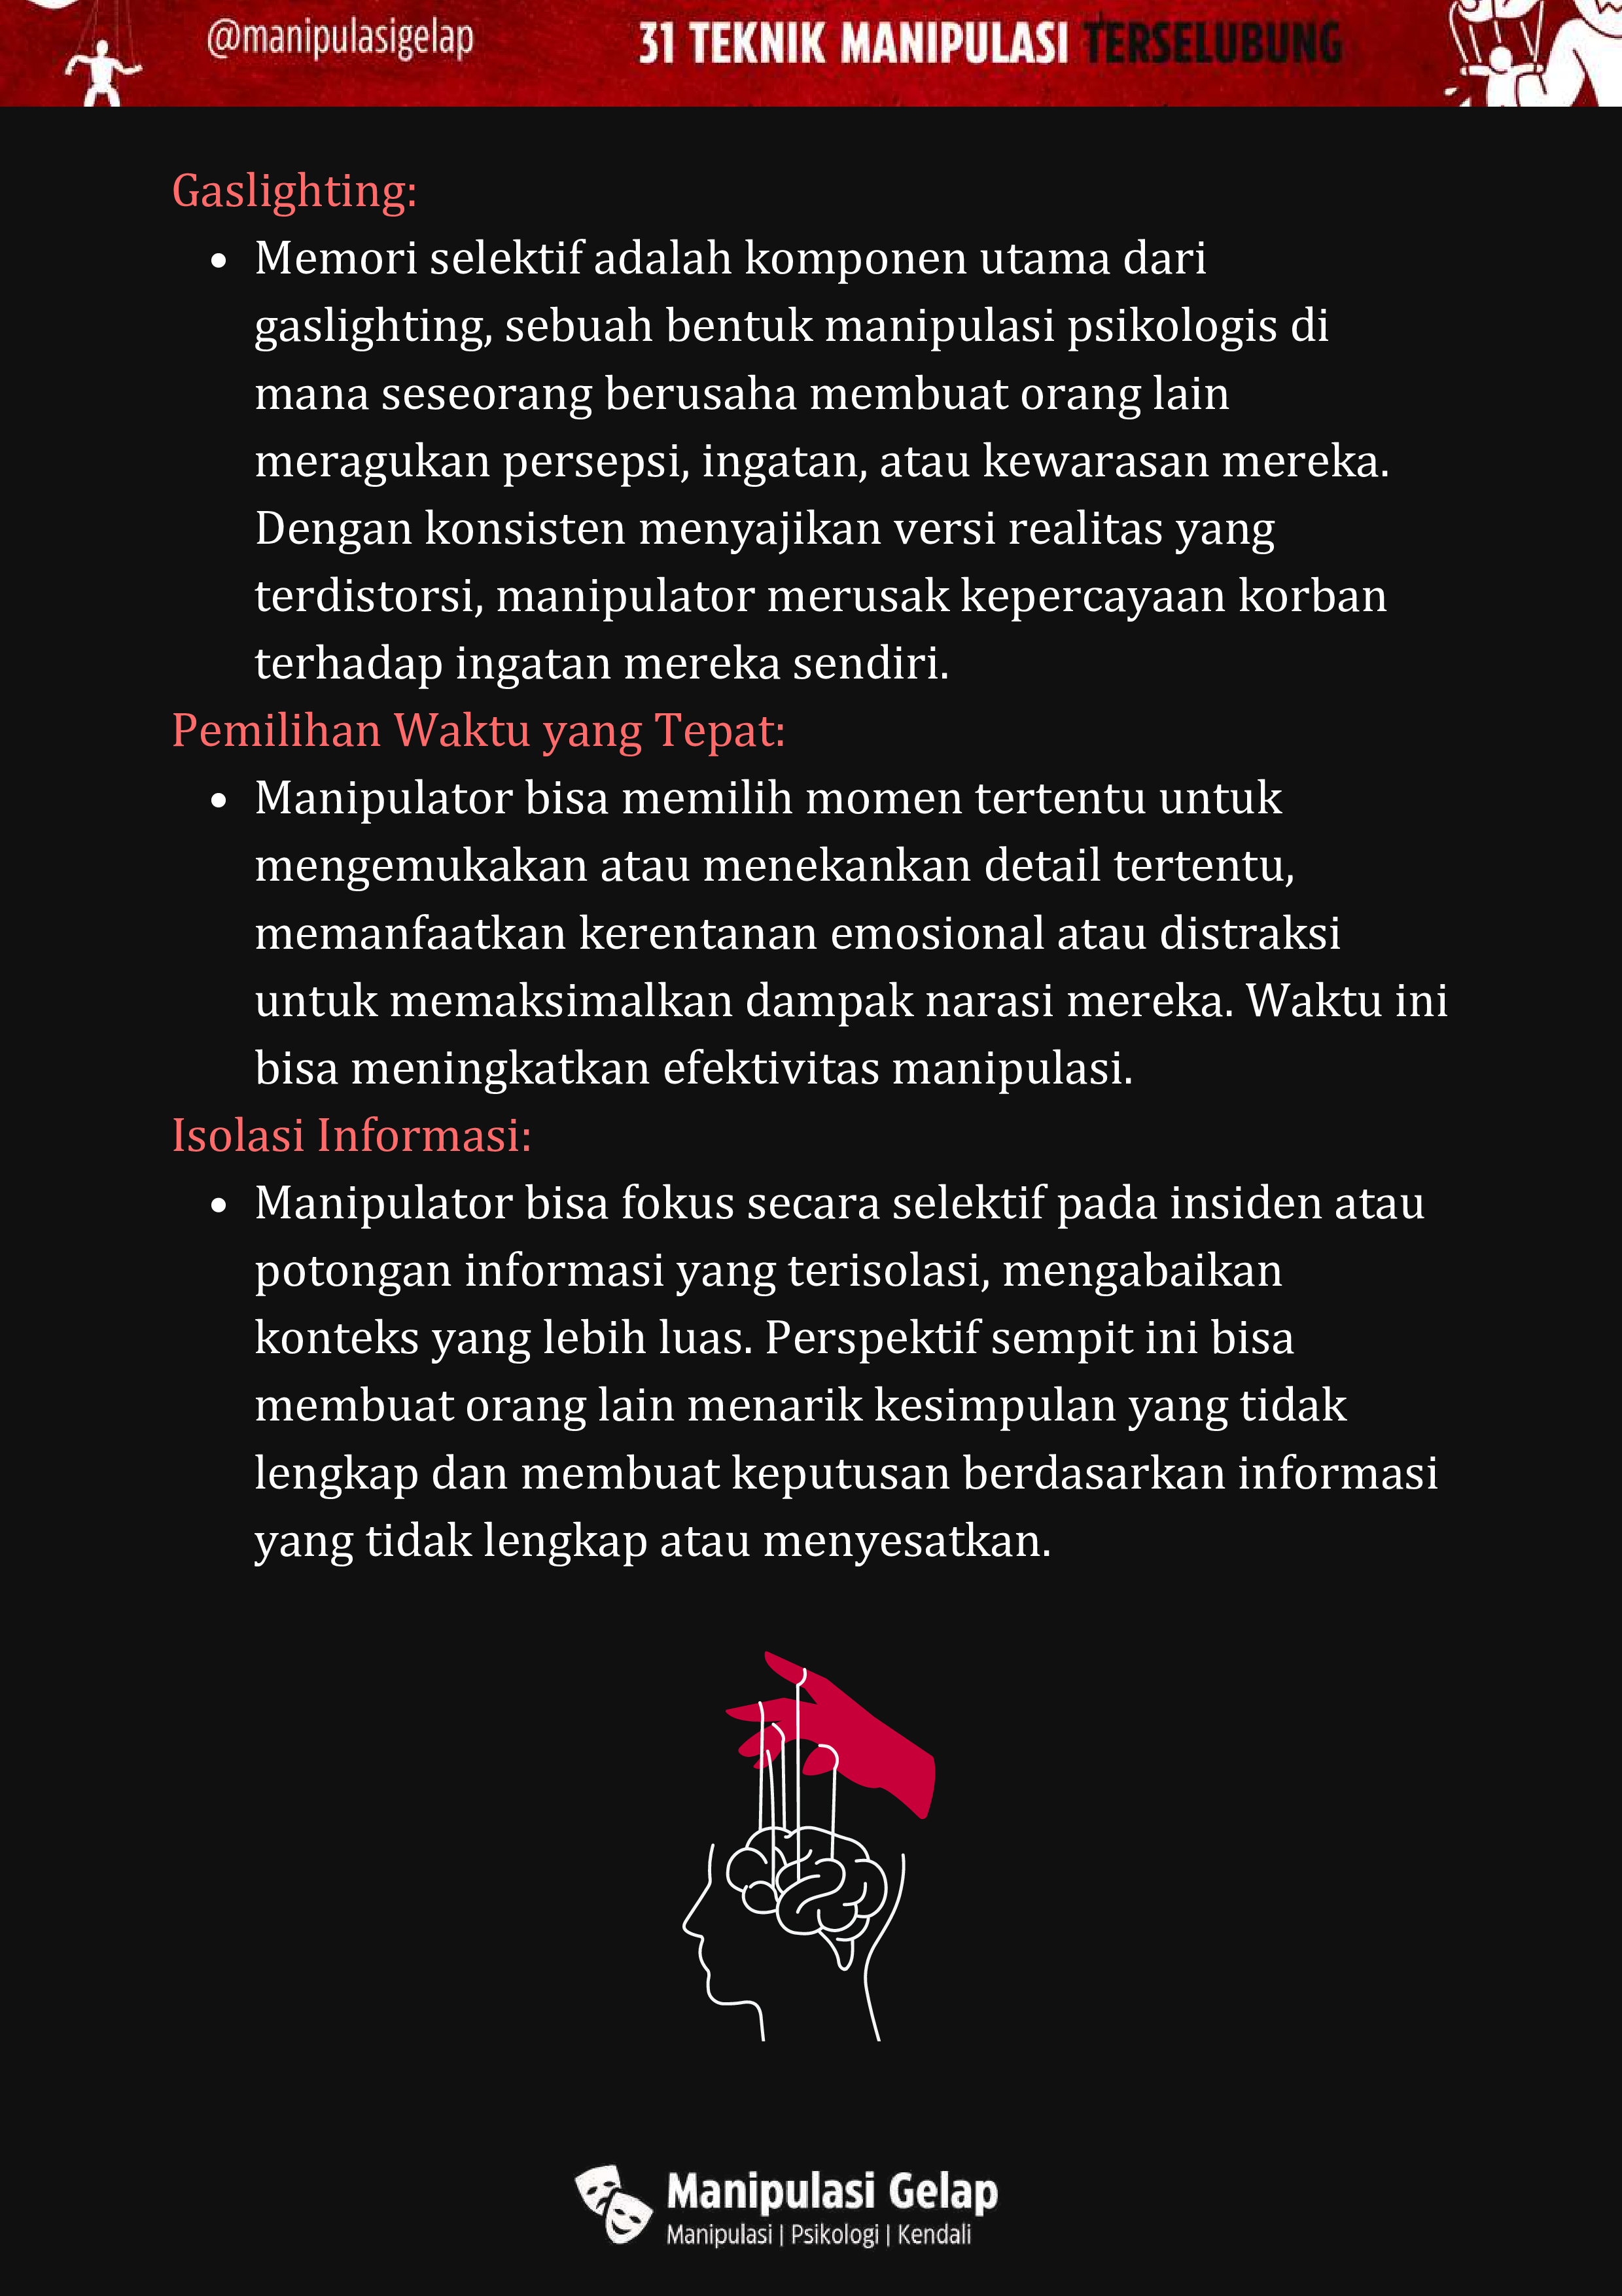 @manipulasigelap
31 TEKNIK MANIPULASI TERSELUBUNG
Gaslighting:
• Memori selektif adalah komponen utama dari
gaslighting, sebuah bentuk manipulasi psikologis di
mana seseorang berusaha membuat orang lain
meragukan persepsi, ingatan, atau kewarasan mereka.
Dengan konsisten menyajikan versi realitas yang
terdistorsi, manipulator merusak kepercayaan korban
terhadap ingatan mereka sendiri.
Pemilihan Waktu yang Tepat:
• Manipulator bisa memilih momen tertentu untuk
mengemukakan atau menekankan detail tertentu,
memanfaatkan kerentanan emosional atau distraksi
untuk memaksimalkan dampak narasi mereka. Waktu ini
bisa meningkatkan efektivitas manipulasi.
Isolasi Informasi:
• Manipulator bisa fokus secara selektif pada insiden atau
potongan informasi yang terisolasi, mengabaikan
konteks yang lebih luas. Perspektif sempit ini bisa
membuat orang lain menarik kesimpulan yang tidak
lengkap dan membuat keputusan berdasarkan informasi
yang tidak lengkap atau menyesatkan.
Manipulasi Gelap
Manipulasi | Psikologi | Kendali